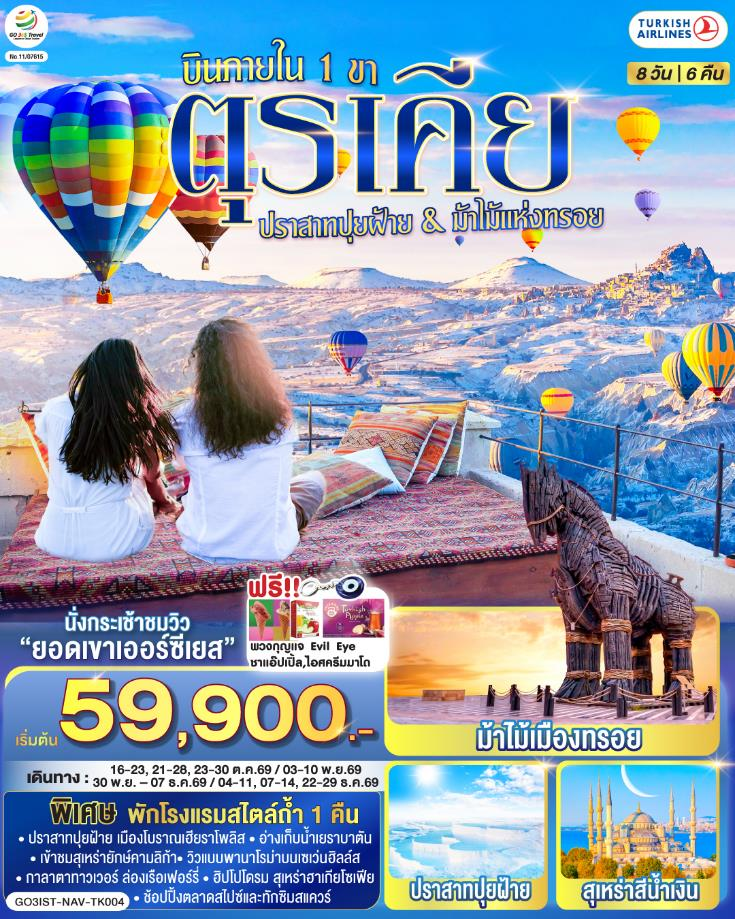 GO J&S Travel
No.11/07615
TURKISH
AIRLINES
8 วัน | 6 คืน
บินภายใน 1 ขา
ตุรเคีย
ปราสาทปุยฝ้าย & ม้าไม้แห่งทรอย
นั่งกระเช้าชมวิว
“ยอดเขาเออร์ซีเยส”
ฟรี!!
พวงกุญแจ Evil Eye
ชาแอ๊ปเปิ้ล,ไอศครีมมาโด
เริ่มต้น 59,900.-
เดินทาง : 16-23, 21-28, 23-30 ต.ค.69 / 03-10 พ.ย.69
30 พ.ย. – 07 ธ.ค.69 / 04-11, 07-14, 22-29 ธ.ค.69
ม้าไม้เมืองทรอย
พิเศษ พักโรงแรมสไตล์ถ้ำ 1 คืน
• ปราสาทปุยฝ้าย เมืองโบราณเฮียราโพลิส • อ่างเก็บน้ำเยราบาตัน
• เข้าชมสุเหร่ายักษ์คามลิก้า • วิวแบบพานาโรม่าบนเซเว่นฮิลล์ส
• กาลาตาทาวเวอร์ ล่องเรือเฟอร์รี่ • ฮิปโปโดรม สุเหร่าฮาเกียโซเฟีย
• ช้อปปิ้งตลาดสไปซ์และทักซิมสแควร์
GO3IST-NAV-TK004
ปราสาทปุยฝ้าย
สุเหร่าสีน้ำเงิน